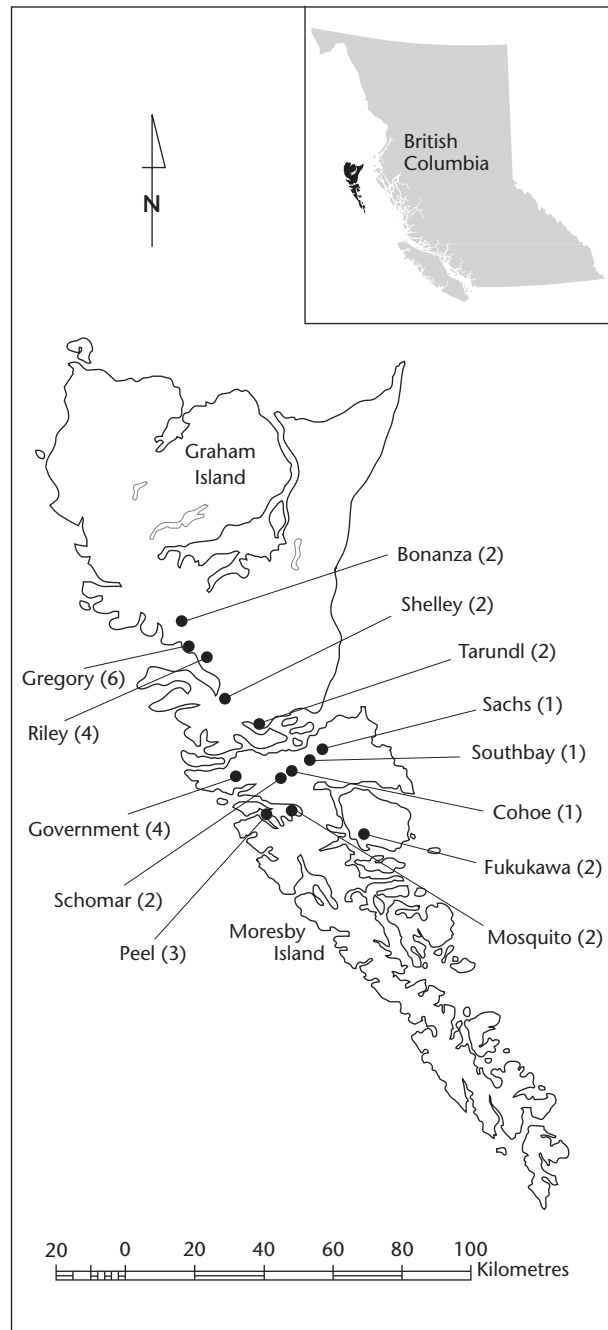 British
Columbia
N
Graham
Island
Bonanza (2)
Shelley (2)
Tarundl (2)
Gregory (6)
Sachs (1)
Riley (4)
Southbay (1)
Cohoe (1)
Government (4)
Fukukawa (2)
Schomar (2)
Moresby
Island
Mosquito (2)
Peel (3)
20 0 20 40 60 80 100
Kilometres